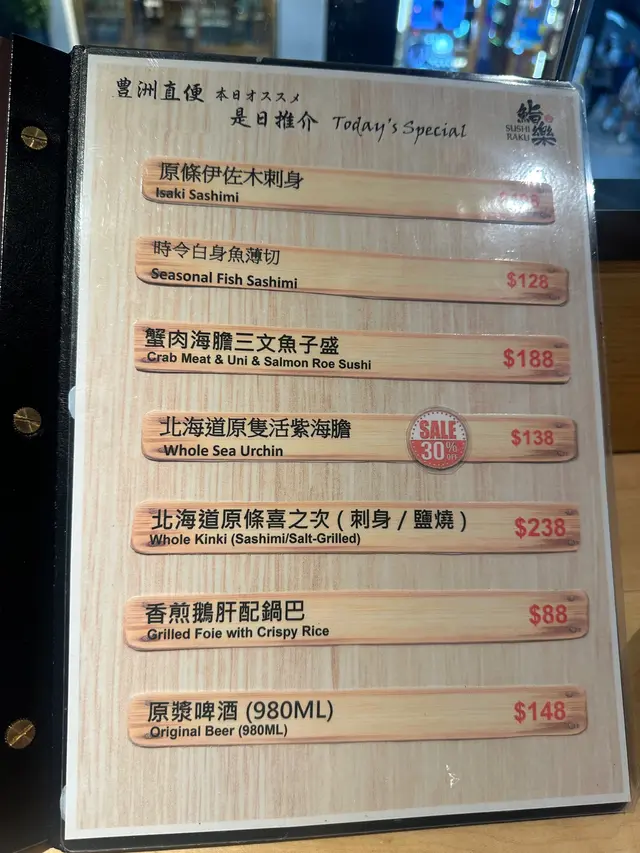 豊洲直便 本日オススメ
是日推介 Today's Special
鮨樂
SUSHI RAKU
原條伊佐木刺身
Isaki Sashimi
時令白身魚薄切
Seasonal Fish Sashimi
$128
蟹肉海膽三文魚子盛
Crab Meat & Uni & Salmon Roe Sushi
$188
北海道原隻活紫海膽
Whole Sea Urchin
SALE
30% OFF
$138
北海道原條喜之次 ( 刺身 / 鹽燒 )
Whole Kinki (Sashimi/Salt-Grilled)
$238
香煎鵝肝配鍋巴
Grilled Foie with Crispy Rice
$88
原漿啤酒 (980ML)
Original Beer (980ML)
$148